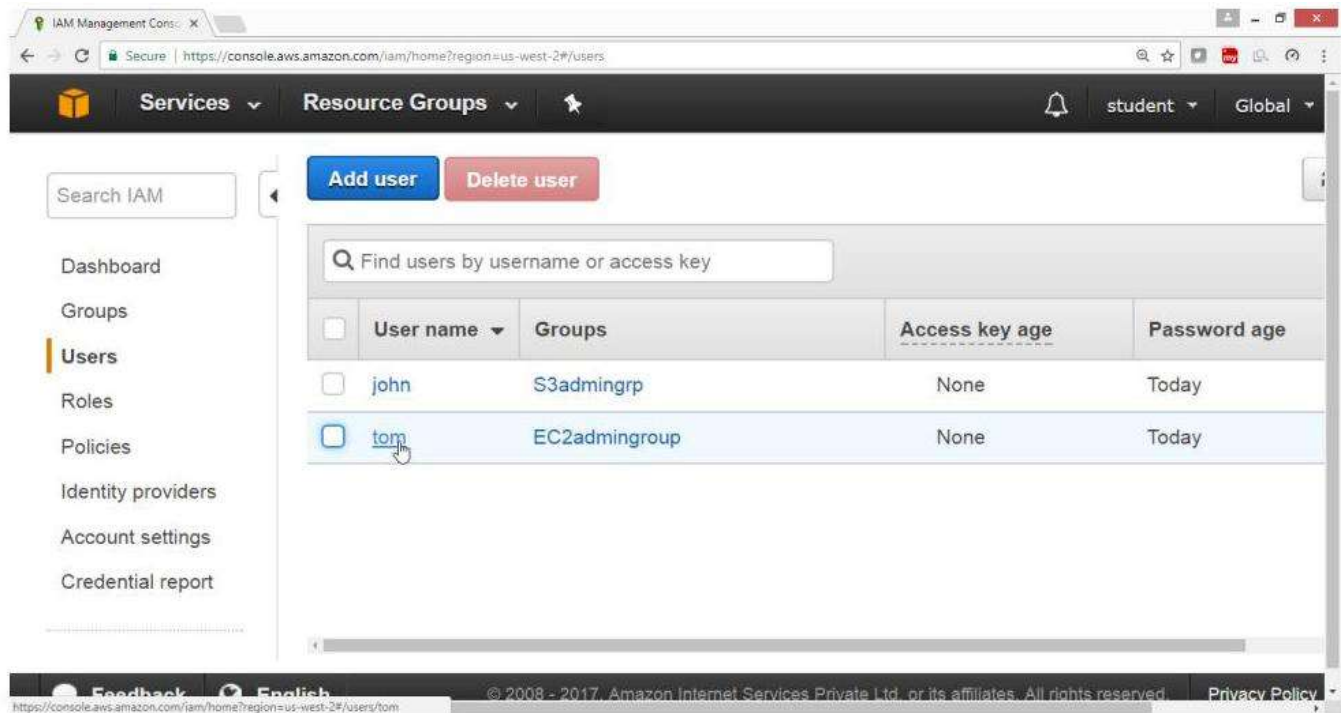 IAM Management Cons
Secure | https://console.aws.amazon.com/iam/home?region=us-west-2#/users
my
Services Resource Groups student Global
Search IAM
Add user Delete user
Find users by username or access key
Dashboard
Groups
Users
Roles
Policies
Identity providers
Account settings
Credential report
User name Groups Access key age Password age
john S3admingrp None Today
tom EC2admingroup None Today
Feedback English © 2008 - 2017, Amazon Internet Services Private Ltd. or its affiliates. All rights reserved. Privacy Policy
https://console.aws.amazon.com/iam/home?region=us-west-2#/users/tom